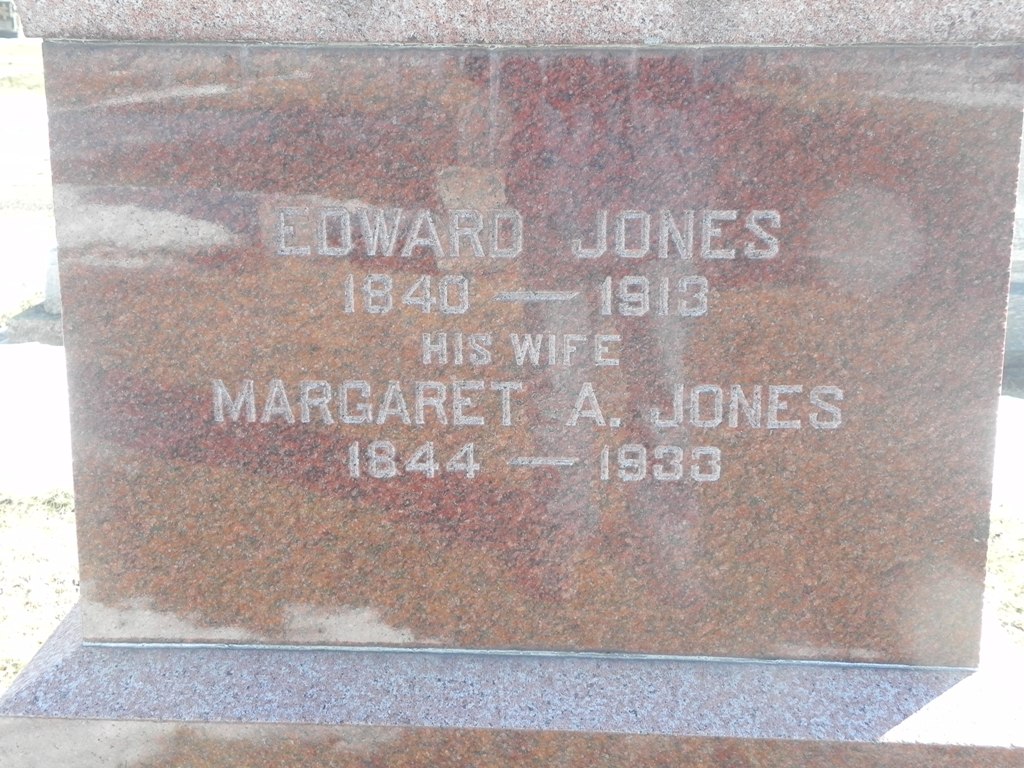 EDWARD JONES
1840 — 1913
HIS WIFE
MARGARET A. JONES
1844 — 1933